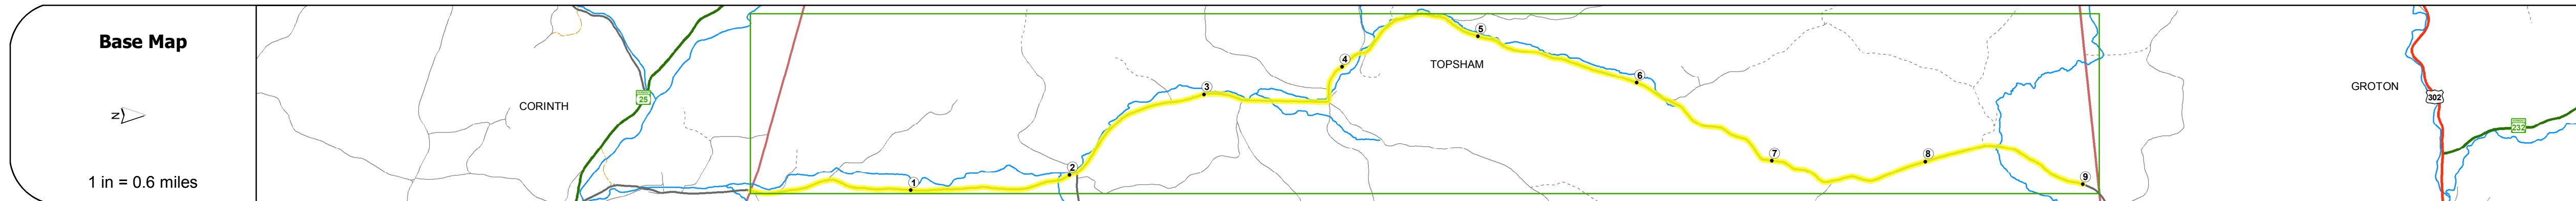 Base Map
N
1 in = 0.6 miles
CORINTH
25
1
2
3
4
5
6
7
8
9
TOPSHAM
GROTON
302
232